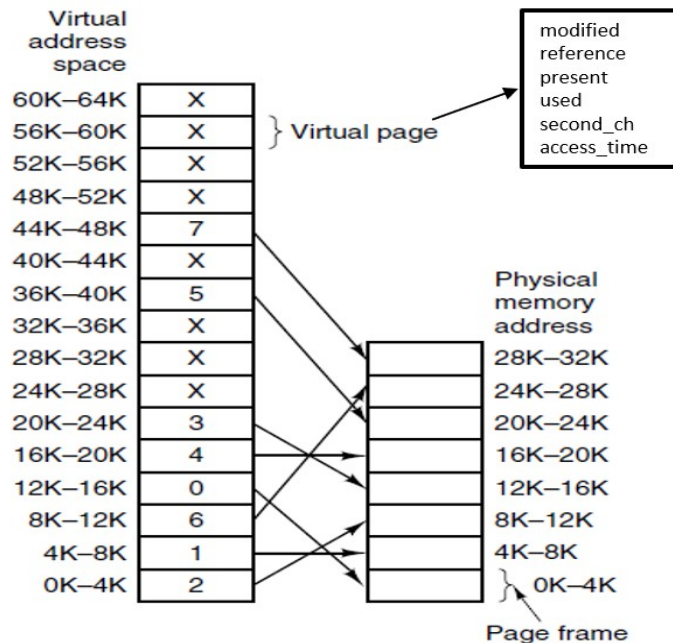 Virtual
address
space
modified
reference
present
used
second_ch
access_time
60K–64K X
56K–60K X } Virtual page
52K–56K X
48K–52K X
44K–48K 7
40K–44K X
36K–40K 5
32K–36K X
28K–32K X
24K–28K X
20K–24K 3
16K–20K 4
12K–16K 0
8K–12K 6
4K–8K 1
0K–4K 2
Physical
memory
address
28K–32K
24K–28K
20K–24K
16K–20K
12K–16K
8K–12K
4K–8K
} 0K–4K
Page frame